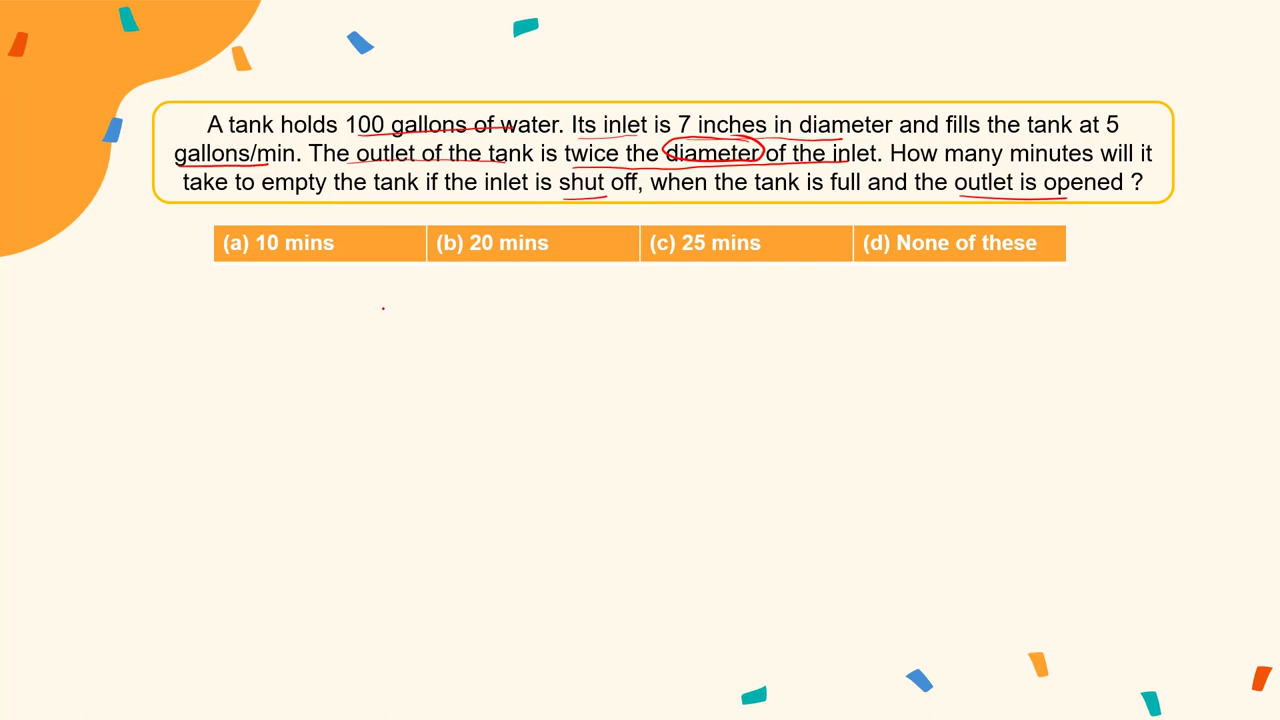 A tank holds 100 gallons of water. Its inlet is 7 inches in diameter and fills the tank at 5
gallons/min. The outlet of the tank is twice the diameter of the inlet. How many minutes will it
take to empty the tank if the inlet is shut off, when the tank is full and the outlet is opened ?
(a) 10 mins (b) 20 mins (c) 25 mins (d) None of these